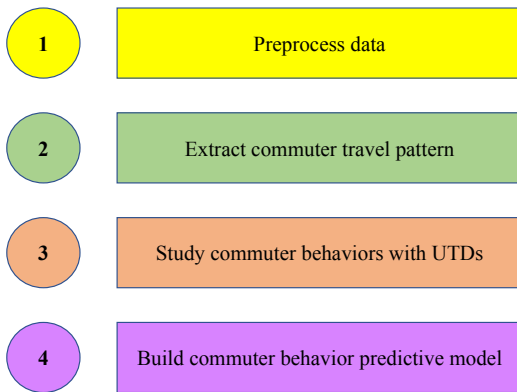 1 Preprocess data
2 Extract commuter travel pattern
3 Study commuter behaviors with UTDs
4 Build commuter behavior predictive model